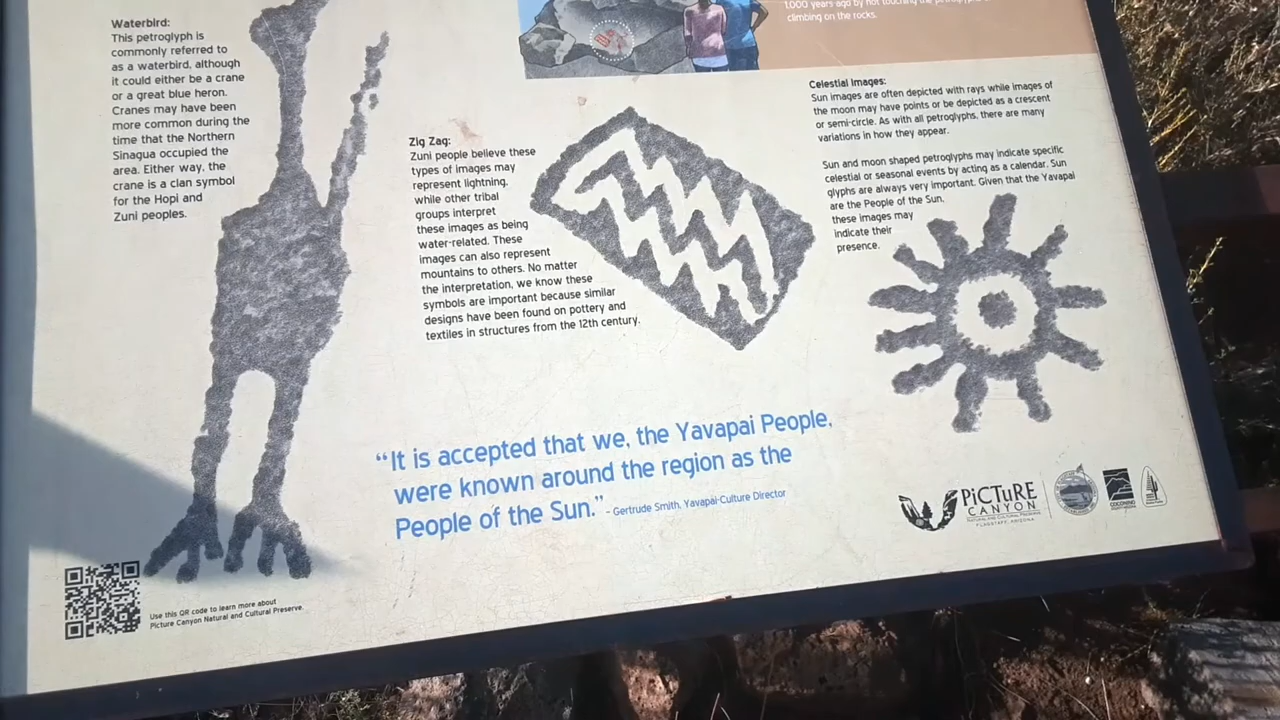 Waterbird:
This petroglyph is
commonly referred to
as a waterbird, although
it could either be a crane
or a great blue heron.
Cranes may have been
more common during the
time that the Northern
Sinagua occupied the
area. Either way, the
crane is a clan symbol
for the Hopi and
Zuni peoples.
1,000 years ago by not touching the
climbing on the rocks.
Zig Zag:
Zuni people believe these
types of images may
represent lightning,
while other tribal
groups interpret
these images as being
water-related. These
images can also represent
mountains to others. No matter
the interpretation, we know these
symbols are important because similar
designs have been found on pottery and
textiles in structures from the 12th century.
Celestial Images:
Sun images are often depicted with rays while images of
the moon may have points or be depicted as a crescent
or semi-circle. As with all petroglyphs, there are many
variations in how they appear.
Sun and moon shaped petroglyphs may indicate specific
celestial or seasonal events by acting as a calendar. Sun
glyphs are always very important. Given that the Yavapai
are the People of the Sun,
these images may
indicate their
presence.
“It is accepted that we, the Yavapai People,
were known around the region as the
People of the Sun.” - Gertrude Smith, Yavapai-Culture Director
PiCTuRE
CANYON
NATURAL AND CULTURAL PRESERVE
FLAGSTAFF, ARIZONA
COCONINO
Use this QR code to learn more about
Picture Canyon Natural and Cultural Preserve.